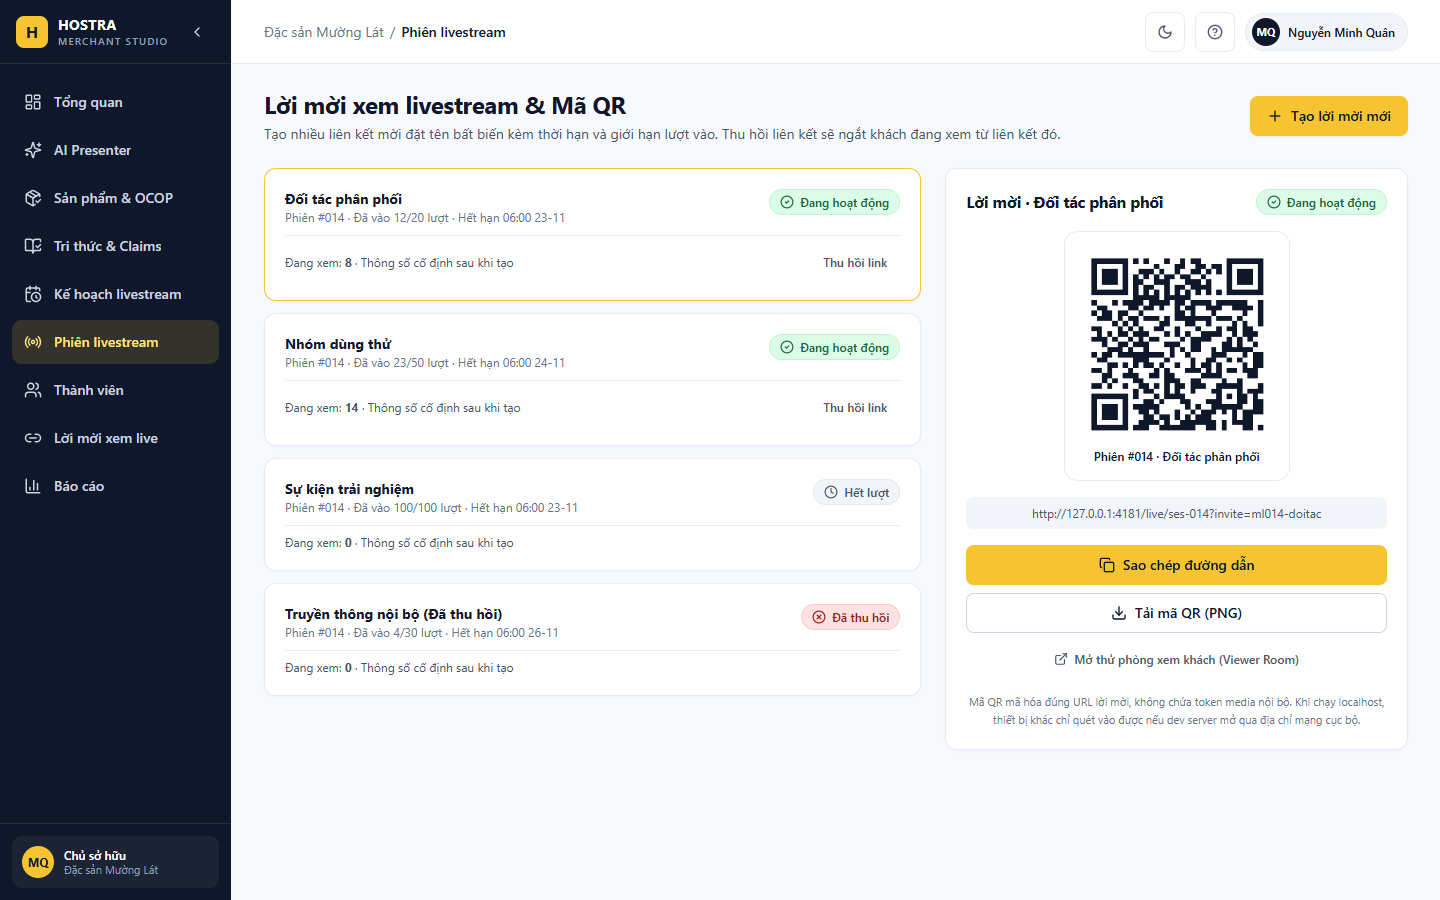 H
HOSTRA
MERCHANT STUDIO
Tổng quan
AI Presenter
Sản phẩm & OCOP
Tri thức & Claims
Kế hoạch livestream
Phiên livestream
Thành viên
Lời mời xem live
Báo cáo
MQ
Chủ sở hữu
Đặc sản Mường Lát
Đặc sản Mường Lát / Phiên livestream
MQ Nguyễn Minh Quân
Lời mời xem livestream & Mã QR
Tạo nhiều liên kết mời đặt tên bất biến kèm thời hạn và giới hạn lượt vào. Thu hồi liên kết sẽ ngắt khách đang xem từ liên kết đó.
Tạo lời mời mới
Đối tác phân phối
Đang hoạt động
Phiên #014 · Đã vào 12/20 lượt · Hết hạn 06:00 23-11
Đang xem: 8 · Thông số cố định sau khi tạo
Thu hồi link
Nhóm dùng thử
Đang hoạt động
Phiên #014 · Đã vào 23/50 lượt · Hết hạn 06:00 24-11
Đang xem: 14 · Thông số cố định sau khi tạo
Thu hồi link
Sự kiện trải nghiệm
Hết lượt
Phiên #014 · Đã vào 100/100 lượt · Hết hạn 06:00 23-11
Đang xem: 0 · Thông số cố định sau khi tạo
Truyền thông nội bộ (Đã thu hồi)
Đã thu hồi
Phiên #014 · Đã vào 4/30 lượt · Hết hạn 06:00 26-11
Đang xem: 0 · Thông số cố định sau khi tạo
Lời mời · Đối tác phân phối
Đang hoạt động
Phiên #014 · Đối tác phân phối
http://127.0.0.1:4181/live/ses-014?invite=ml014-doitac
Sao chép đường dẫn
Tải mã QR (PNG)
Mở thử phòng xem khách (Viewer Room)
Mã QR mã hóa đúng URL lời mời, không chứa token media nội bộ. Khi chạy localhost,
thiết bị khác chỉ quét vào được nếu dev server mở qua địa chỉ mạng cục bộ.